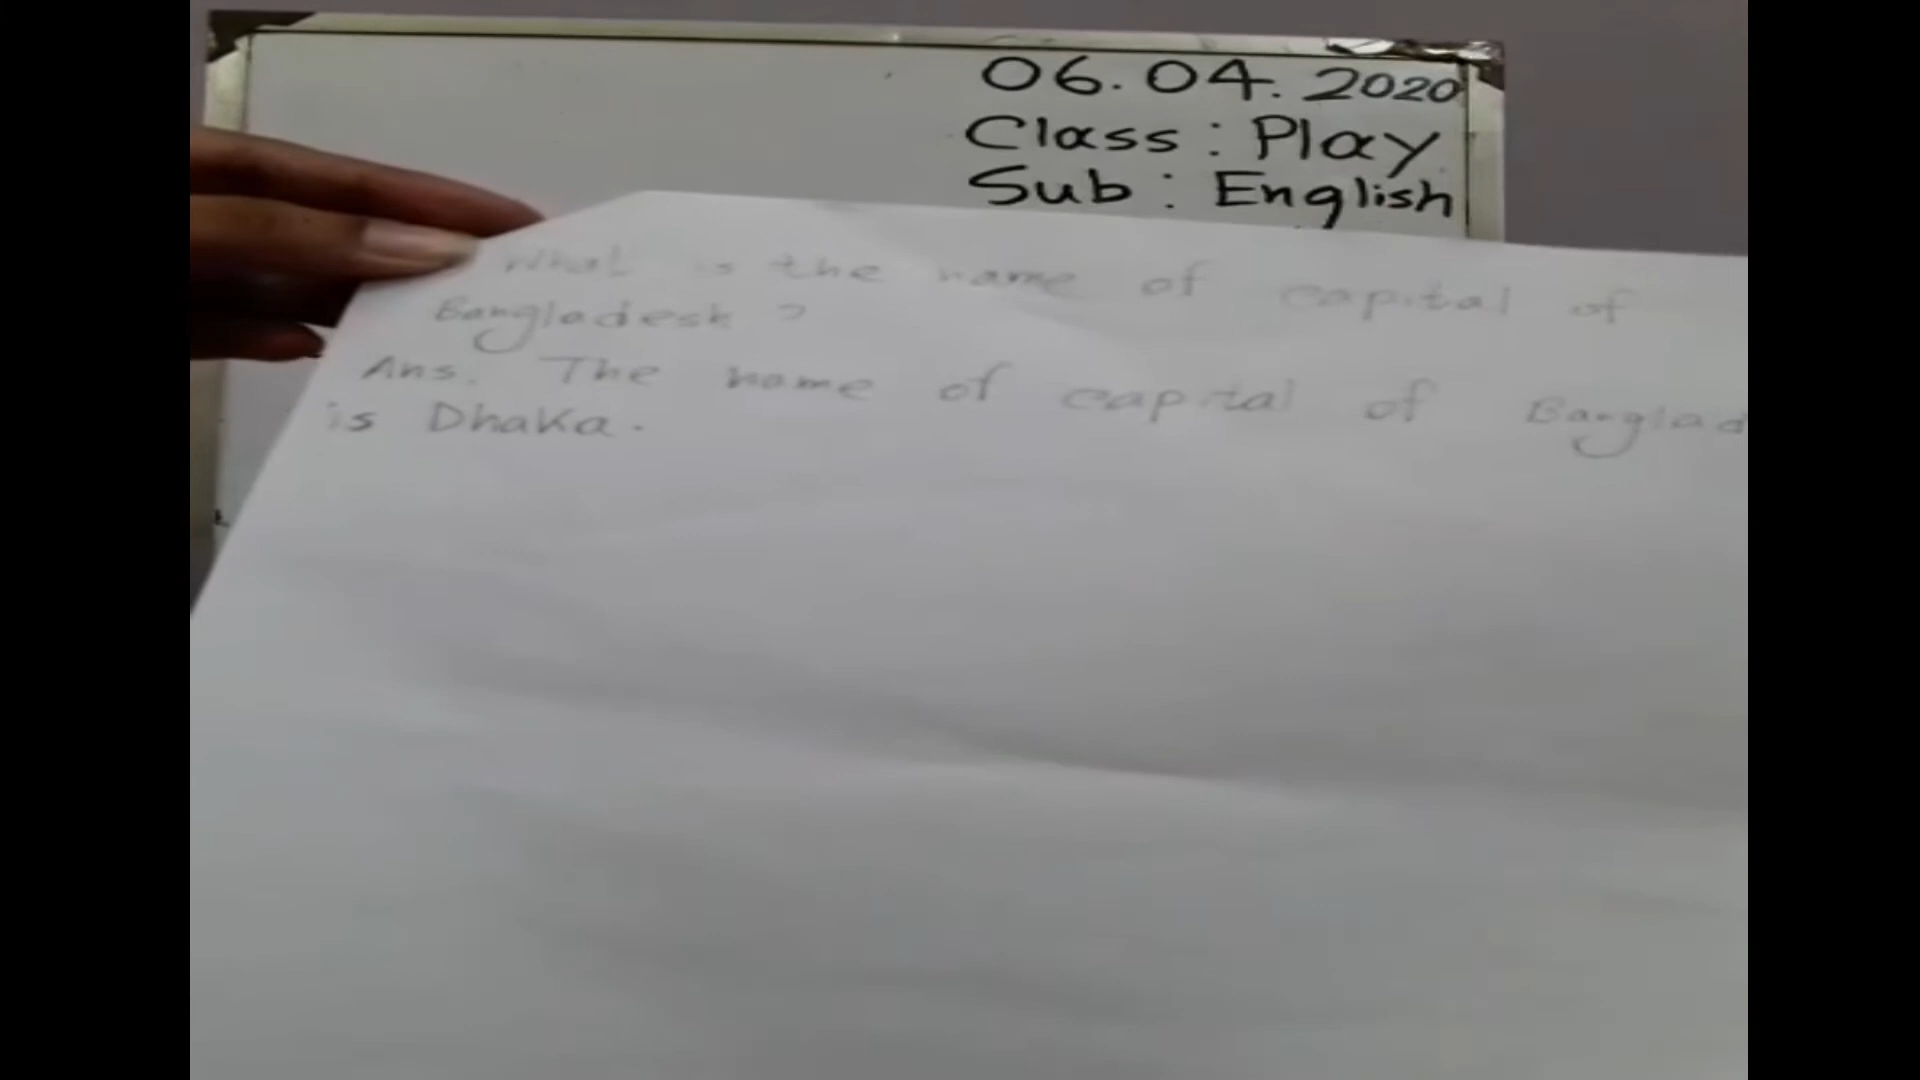 06.04.2020
Class : Play
Sub : English
What is the name of capital of
Bangladesh ?
Ans. The name of capital of Banglad
is Dhaka.